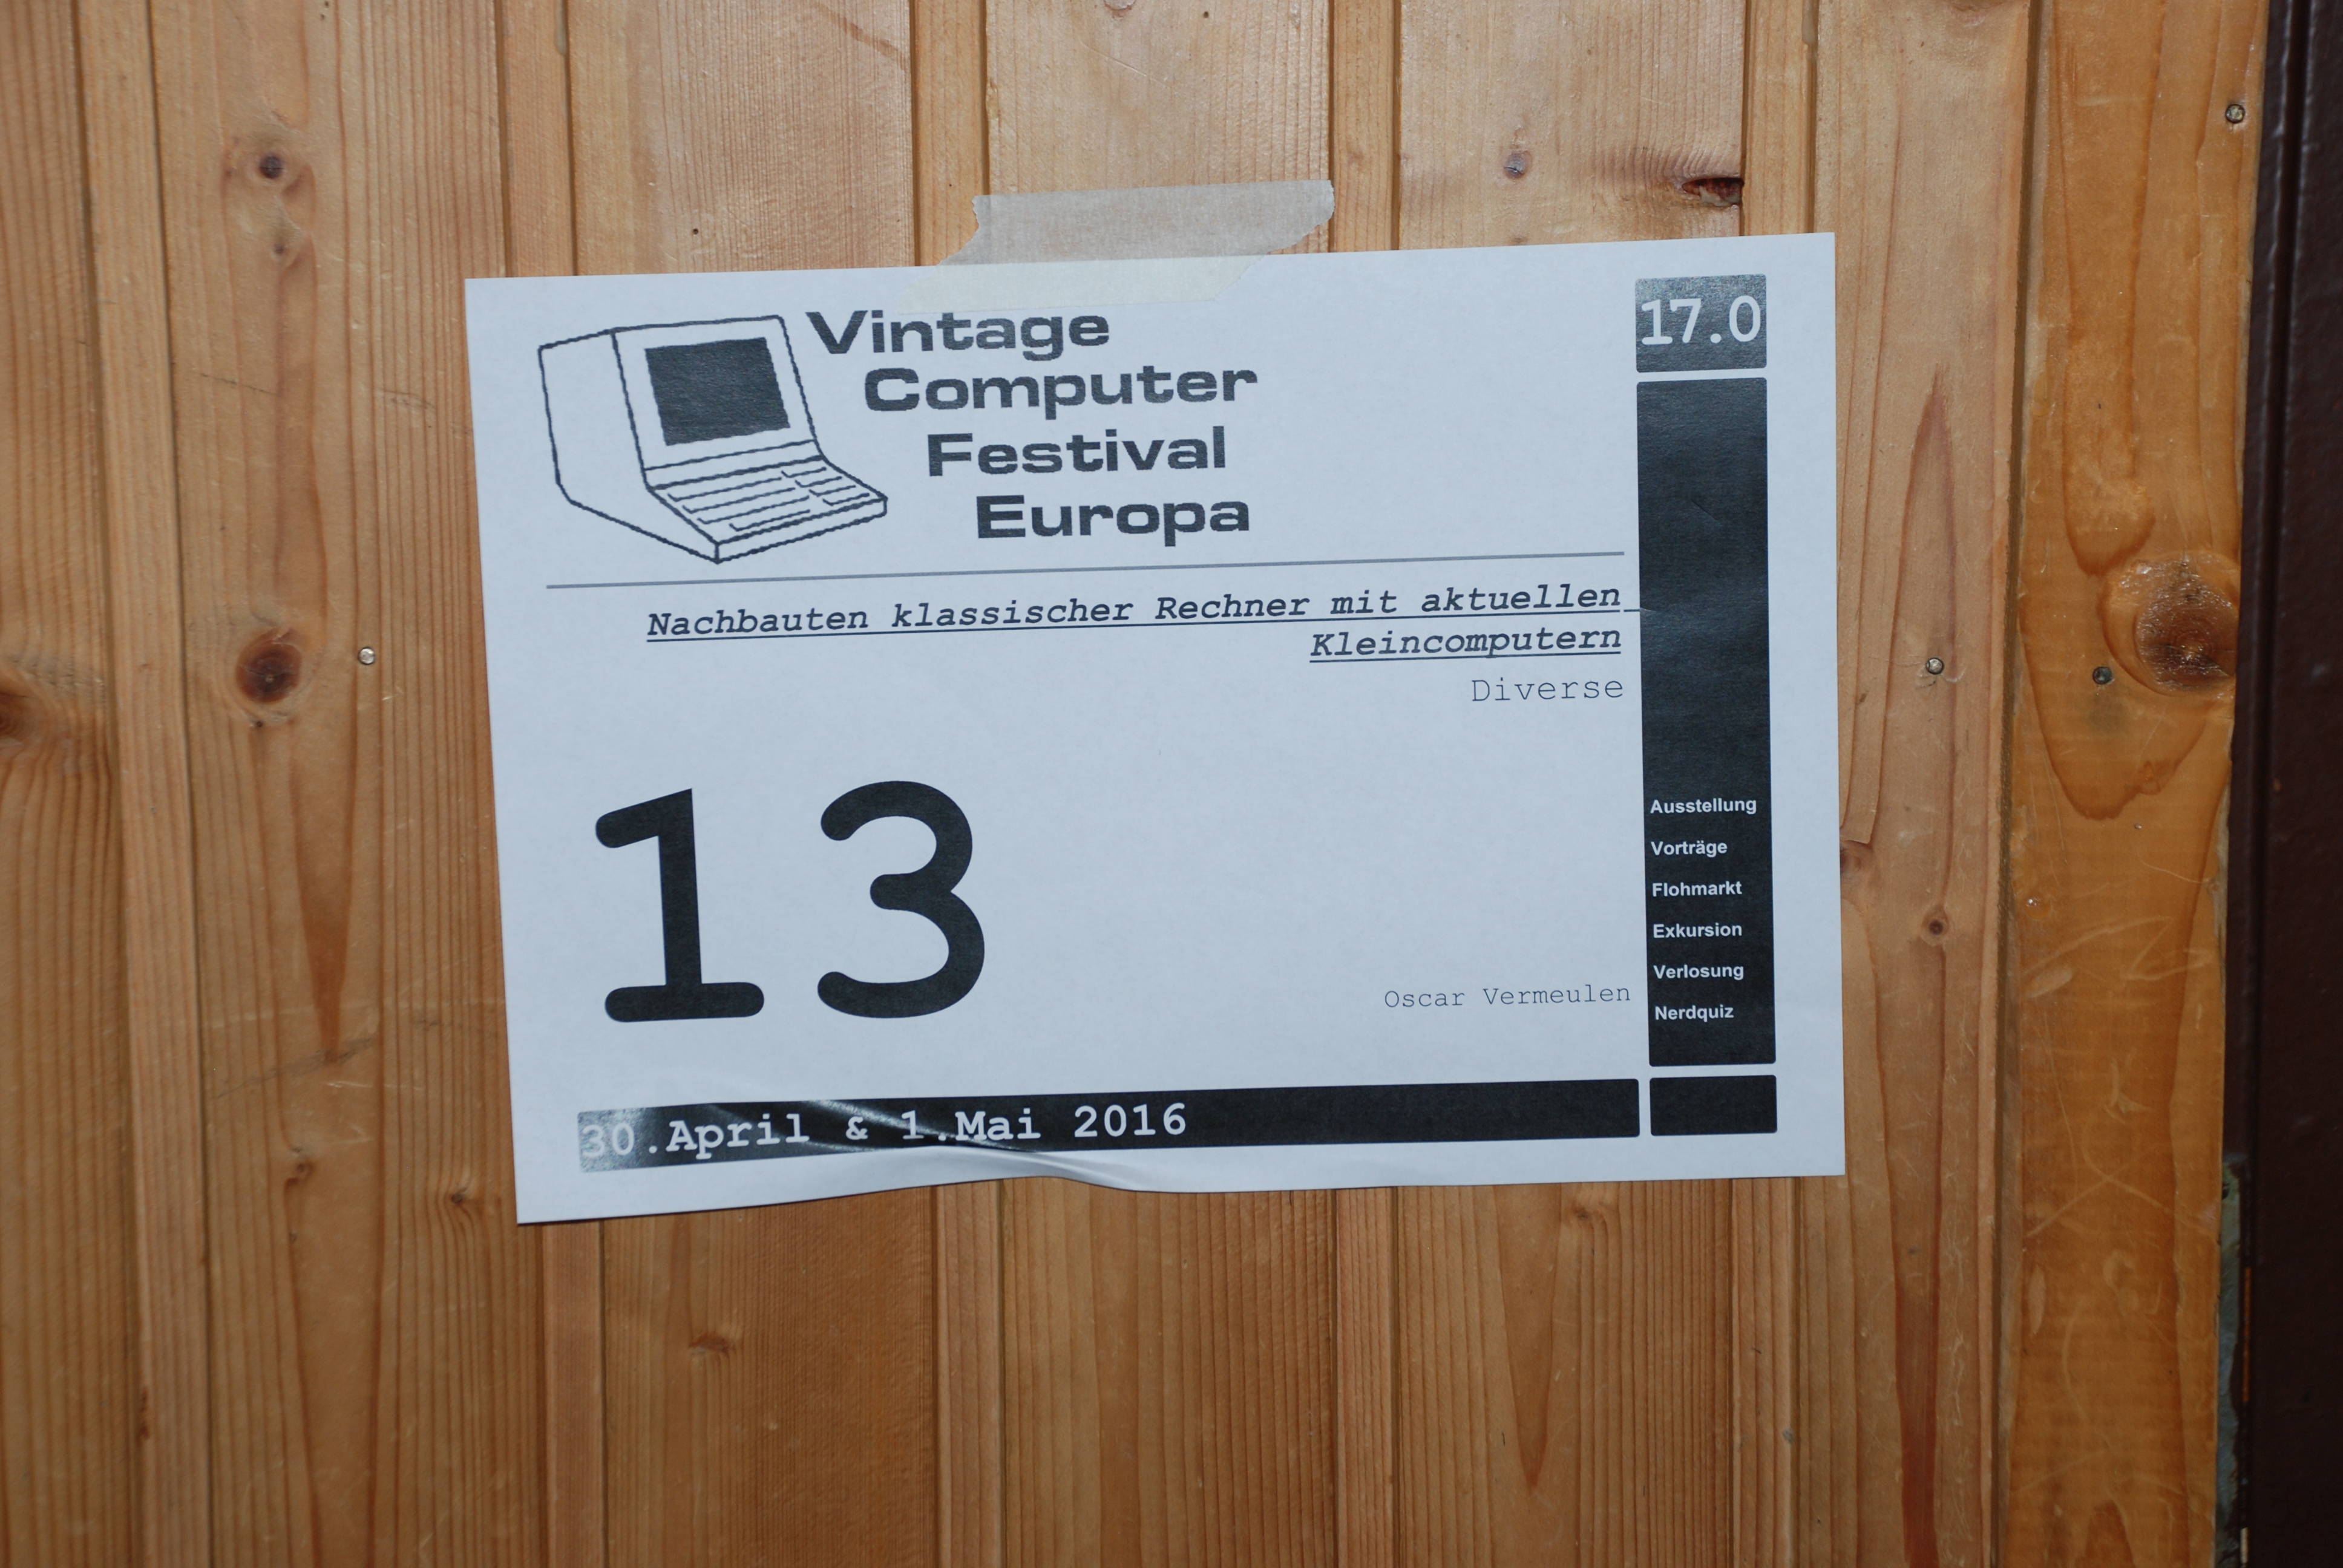 Vintage
Computer
Festival
Europa
17.0
Nachbauten klassischer Rechner mit aktuellen
Kleincomputern
Diverse
13
Oscar Vermeulen
Ausstellung
Vorträge
Flohmarkt
Exkursion
Verlosung
Nerdquiz
30.April & 1.Mai 2016